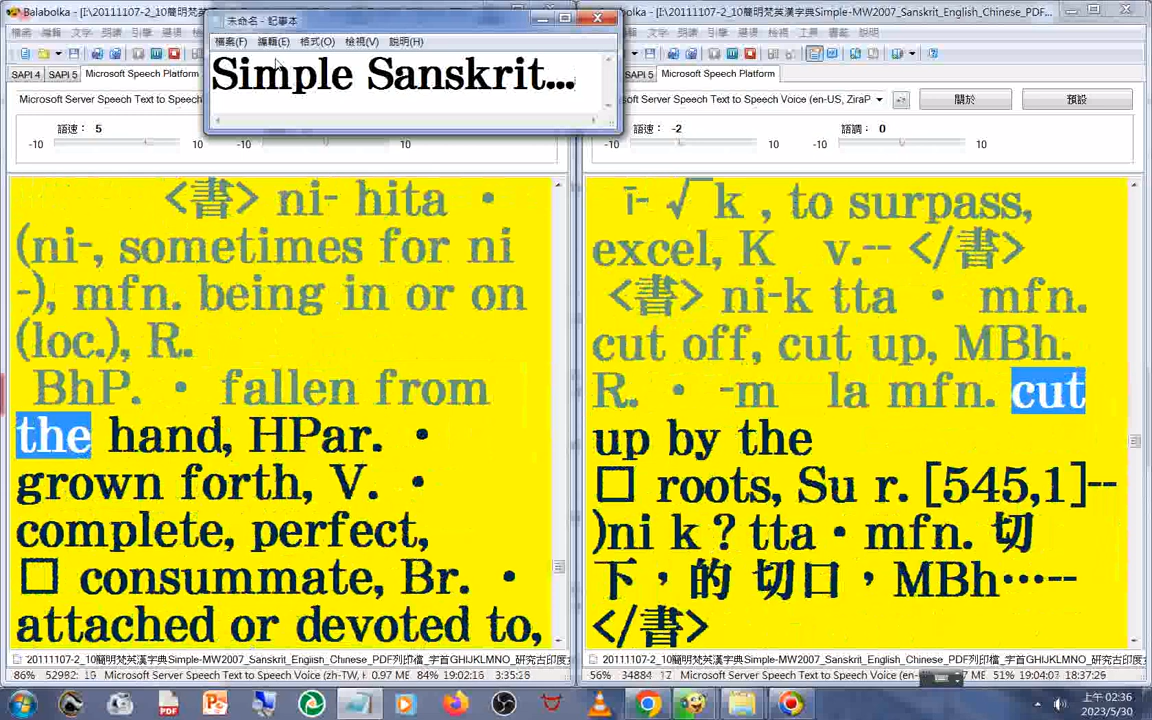 Balabolka - [I:\20111107-2_10簡明梵英漢
未命名 - 記事本
bolka - [I:\20111107-2_10簡明梵英漢字典Simple-MW2007_Sanskrit_English_Chinese_PDF...
檔案(F) 編輯(E) 格式(O) 檢視(V) 說明(H)
Simple Sanskrit...
SAPI 4 SAPI 5 Microsoft Speech Platform
SAPI 5 Microsoft Speech Platform
Microsoft Server Speech Text to Speech
Microsoft Server Speech Text to Speech Voice (en-US, ZiraP
關於 預設
語速： 5
-10 10 -10 10
語速： -2 語調： 0
-10 10 -10 10
<書> ni- hita •
(ni-, sometimes for ni
-), mfn. being in or on
(loc.), R.
BhP. • fallen from
the hand, HPar. •
grown forth, V. •
complete, perfect,
□ consummate, Br. •
attached or devoted to,
ī- √ k , to surpass,
excel, K v.-- </書>
<書> ni-k tta • mfn.
cut off, cut up, MBh.
R. • -m la mfn. cut
up by the
□ roots, Su r. [545,1]--
)ni k？tta•mfn. 切
下，的 切口，MBh…--
</書>
20111107-2_10簡明梵英漢字典Simple-MW2007_Sanskrit_English_Chinese_PDF列印檔_字首GHIJKLMNO_研究古印度
20111107-2_10簡明梵英漢字典Simple-MW2007_Sanskrit_English_Chinese_PDF列印檔_字首GHIJKLMNO_研究古印度
86% 52982: 19 Microsoft Server Speech Text to Speech Voice (zh-TW, H 0.97 ME 84% 19:02:16 3:35:26
56% 34884 Microsoft Server Speech Text to Speech Voice 51% 19:04:07 18:37:26
上午 02:36
2023/5/30